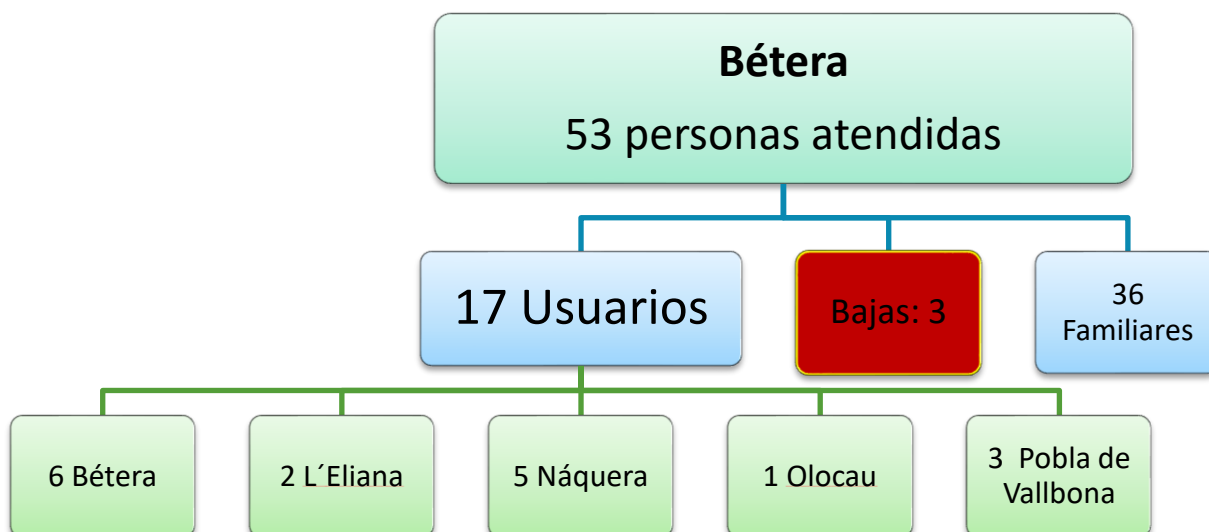 Bétera
53 personas atendidas
17 Usuarios
Bajas: 3
36
Familiares
6 Bétera
2 L´Eliana
5 Náquera
1 Olocau
3 Pobla de
Vallbona